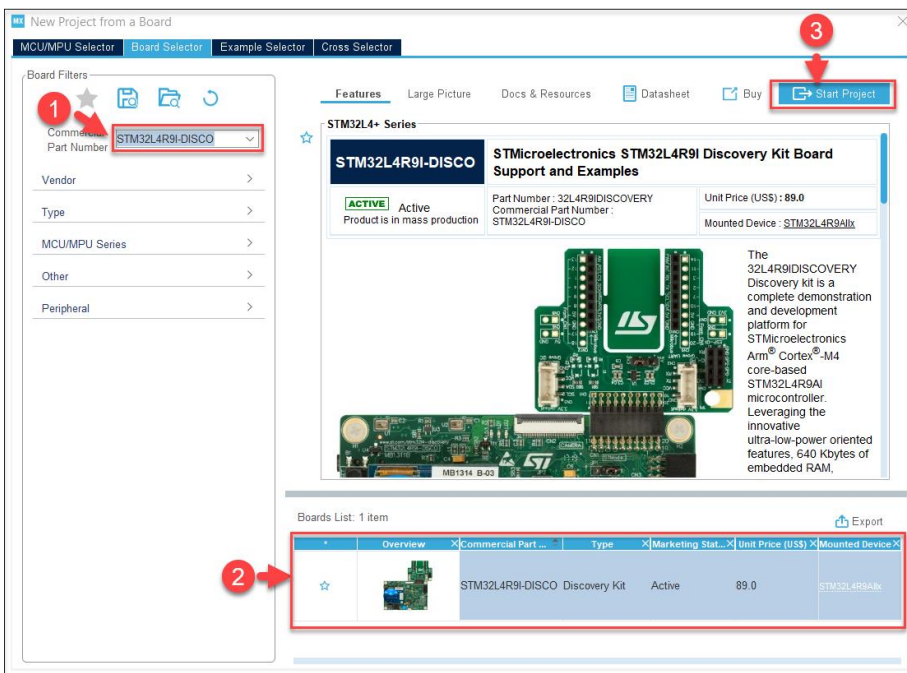 MX New Project from a Board
MCU/MPU Selector Board Selector Example Selector Cross Selector
3
Board Filters
1
Commercial
Part Number
STM32L4R9I-DISCO
Vendor
Type
MCU/MPU Series
Other
Peripheral
Features Large Picture Docs & Resources Datasheet Buy Start Project
STM32L4+ Series
STM32L4R9I-DISCO
STMicroelectronics STM32L4R9I Discovery Kit Board
Support and Examples
ACTIVE Active
Product is in mass production
Part Number : 32L4R9IDISCOVERY
Commercial Part Number :
STM32L4R9I-DISCO
Unit Price (US$) : 89.0
Mounted Device : STM32L4R9AIIx
The
32L4R9IDISCOVERY
Discovery kit is a
complete demonstration
and development
platform for
STMicroelectronics
Arm® Cortex®-M4
core-based
STM32L4R9AI
microcontroller.
Leveraging the
innovative
ultra-low-power oriented
features, 640 Kbytes of
embedded RAM,
MB1314 B-03
Boards List: 1 item
Export
* Overview Commercial Part ... Type Marketing Stat... Unit Price (US$) Mounted Device
2
STM32L4R9I-DISCO Discovery Kit Active 89.0 STM32L4R9AIIx